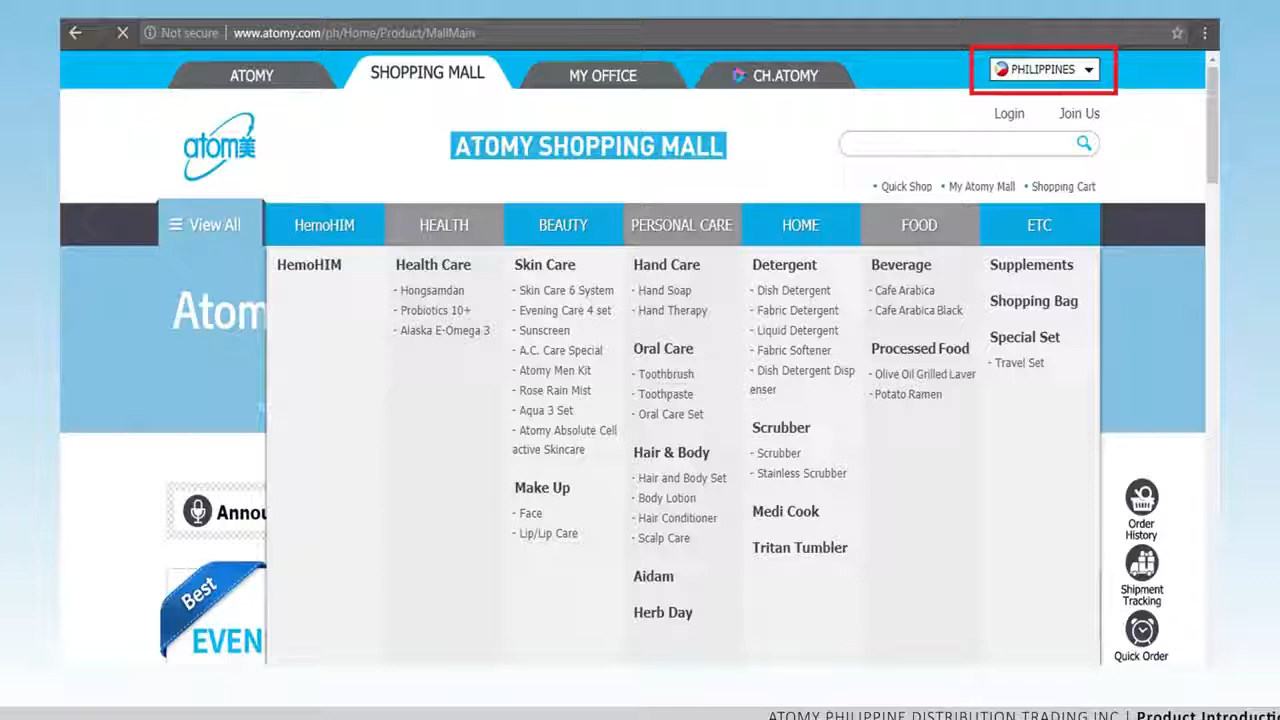 Not secure | www.atomy.com/ph/Home/Product/MallMain
ATOMY
SHOPPING MALL
MY OFFICE
CH.ATOMY
PHILIPPINES
Login
Join Us
atom美
ATOMY SHOPPING MALL
• Quick Shop • My Atomy Mall • Shopping Cart
View All
HemoHIM
HEALTH
BEAUTY
PERSONAL CARE
HOME
FOOD
ETC
HemoHIM
Health Care
- Hongsamdan
- Probiotics 10+
- Alaska E-Omega 3
Skin Care
- Skin Care 6 System
- Evening Care 4 set
- Sunscreen
- A.C. Care Special
- Atomy Men Kit
- Rose Rain Mist
- Aqua 3 Set
- Atomy Absolute Cell
active Skincare
Make Up
- Face
- Lip/Lip Care
Hand Care
- Hand Soap
- Hand Therapy
Oral Care
- Toothbrush
- Toothpaste
- Oral Care Set
Hair & Body
- Hair and Body Set
- Body Lotion
- Hair Conditioner
- Scalp Care
Aidam
Herb Day
Detergent
- Dish Detergent
- Fabric Detergent
- Liquid Detergent
- Fabric Softener
- Dish Detergent Disp
enser
Scrubber
- Scrubber
- Stainless Scrubber
Medi Cook
Tritan Tumbler
Beverage
- Cafe Arabica
- Cafe Arabica Black
Processed Food
- Olive Oil Grilled Laver
- Potato Ramen
Supplements
Shopping Bag
Special Set
- Travel Set
Atom
Annou
Best
EVEN
Order
History
Shipment
Tracking
Quick Order
ATOMY PHILIPPINE DISTRIBUTION TRADING INC | Product Introducti